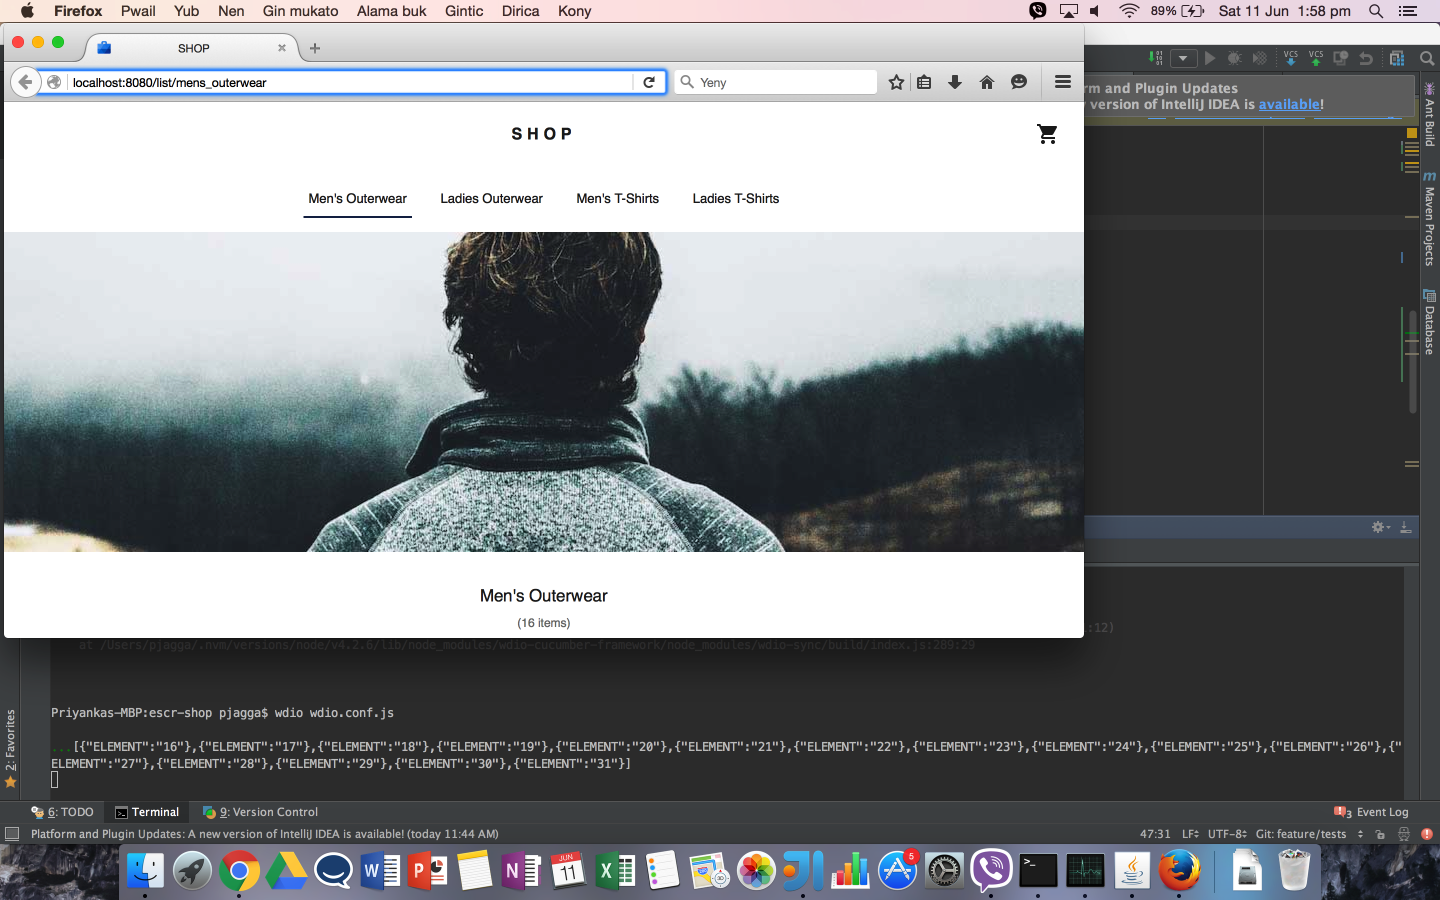 Firefox Pwail Yub Nen Gin mukato Alama buk Gintic Dirica Kony 89% Sat 11 Jun 1:58 pm
SHOP
localhost:8080/list/mens_outerwear Yeny
SHOP
Men's Outerwear Ladies Outerwear Men's T-Shirts Ladies T-Shirts
Men's Outerwear
(16 items)
VCS VCS
rm and Plugin Updates
version of IntelliJ IDEA is available!
Ant Build
Maven Projects
Database
:12)
at /Users/pjagga/.nvm/versions/node/v4.2.6/lib/node_modules/wdio-cucumber-framework/node_modules/wdio-sync/build/index.js:289:29
Priyankas-MBP:escr-shop pjagga$ wdio wdio.conf.js
...[{"ELEMENT":"16"},{"ELEMENT":"17"},{"ELEMENT":"18"},{"ELEMENT":"19"},{"ELEMENT":"20"},{"ELEMENT":"21"},{"ELEMENT":"22"},{"ELEMENT":"23"},{"ELEMENT":"24"},{"ELEMENT":"25"},{"ELEMENT":"26"},{"
ELEMENT":"27"},{"ELEMENT":"28"},{"ELEMENT":"29"},{"ELEMENT":"30"},{"ELEMENT":"31"}]
2: Favorites
6: TODO Terminal 9: Version Control 3 Event Log
Platform and Plugin Updates: A new version of IntelliJ IDEA is available! (today 11:44 AM) 47:31 LF UTF-8 Git: feature/tests
JUN
11
5